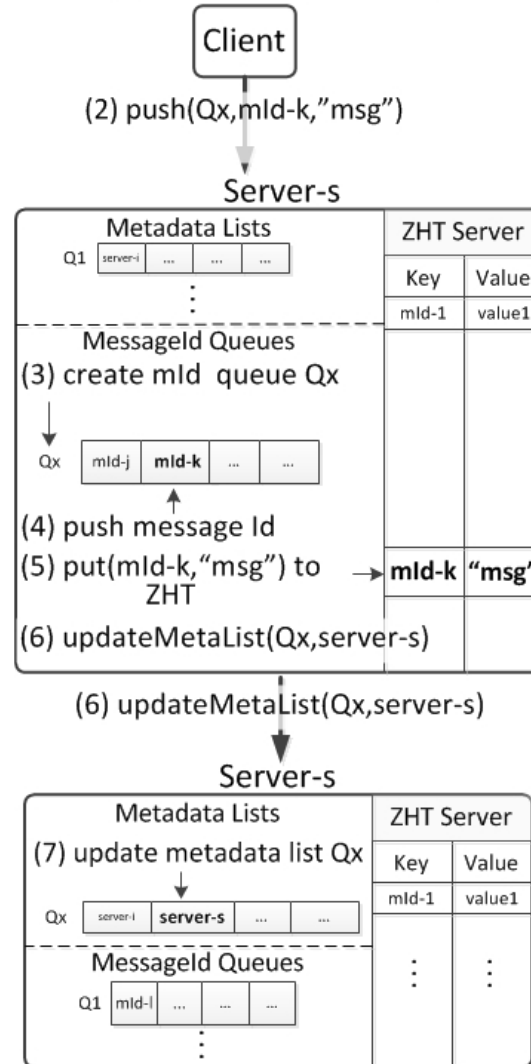 Client
(2) push(Qx,mId-k,”msg”)
Server-s
Metadata Lists
ZHT Server
Q1 server-i ... ... ...
Key Value
mId-1 value1
MessageId Queues
(3) create mId queue Qx
Qx mId-j mId-k ... ...
(4) push message Id
(5) put(mId-k,“msg”) to
ZHT
mId-k “msg”
(6) updateMetaList(Qx,server-s)
(6) updateMetaList(Qx,server-s)
Server-s
Metadata Lists
ZHT Server
(7) update metadata list Qx
Key Value
mId-1 value1
Qx server-i server-s ... ...
MessageId Queues
Q1 mId-l ... ... ...